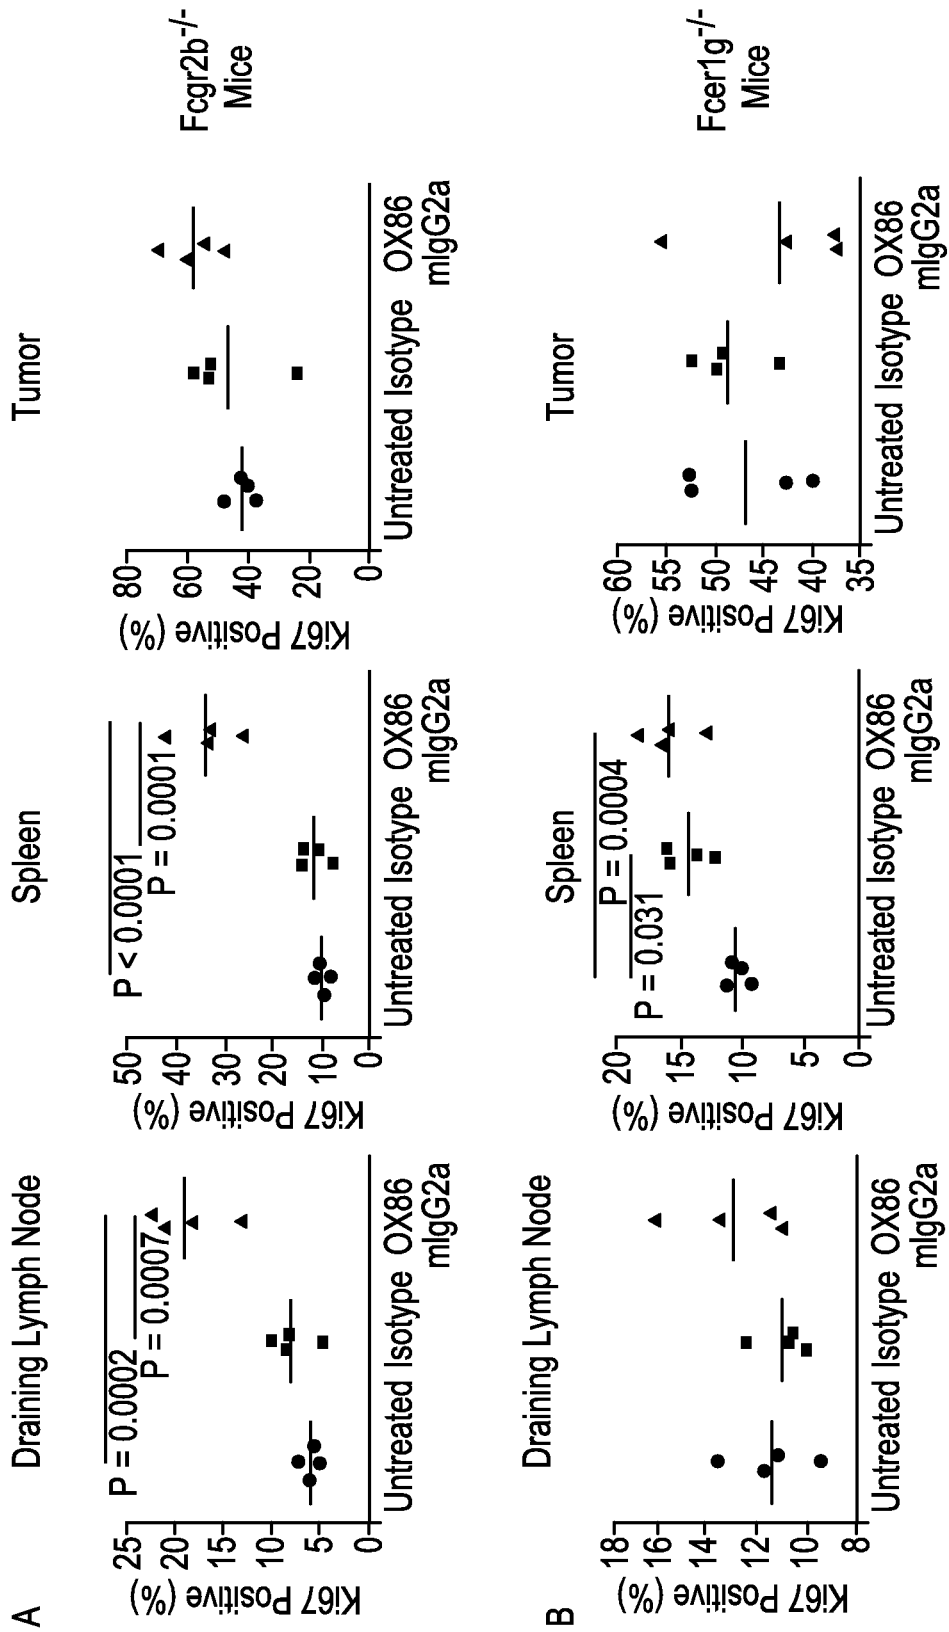 A
Draining Lymph Node
Spleen
Tumor
P = 0.0002
P = 0.0007
P < 0.0001
P = 0.0001
Ki67 Positive (%)
25
20
15
10
5
0
Untreated Isotype OX86
mIgG2a
Ki67 Positive (%)
50
40
30
20
10
0
Untreated Isotype OX86
mIgG2a
Ki67 Positive (%)
80
60
40
20
0
Untreated Isotype OX86
mIgG2a
Fcgr2b-/-
Mice
B
Draining Lymph Node
Spleen
Tumor
P = 0.0004
P = 0.031
Ki67 Positive (%)
18
16
14
12
10
8
Untreated Isotype OX86
mIgG2a
Ki67 Positive (%)
20
15
10
5
0
Untreated Isotype OX86
mIgG2a
Ki67 Positive (%)
60
55
50
45
40
35
Untreated Isotype OX86
mIgG2a
Fcer1g-/-
Mice